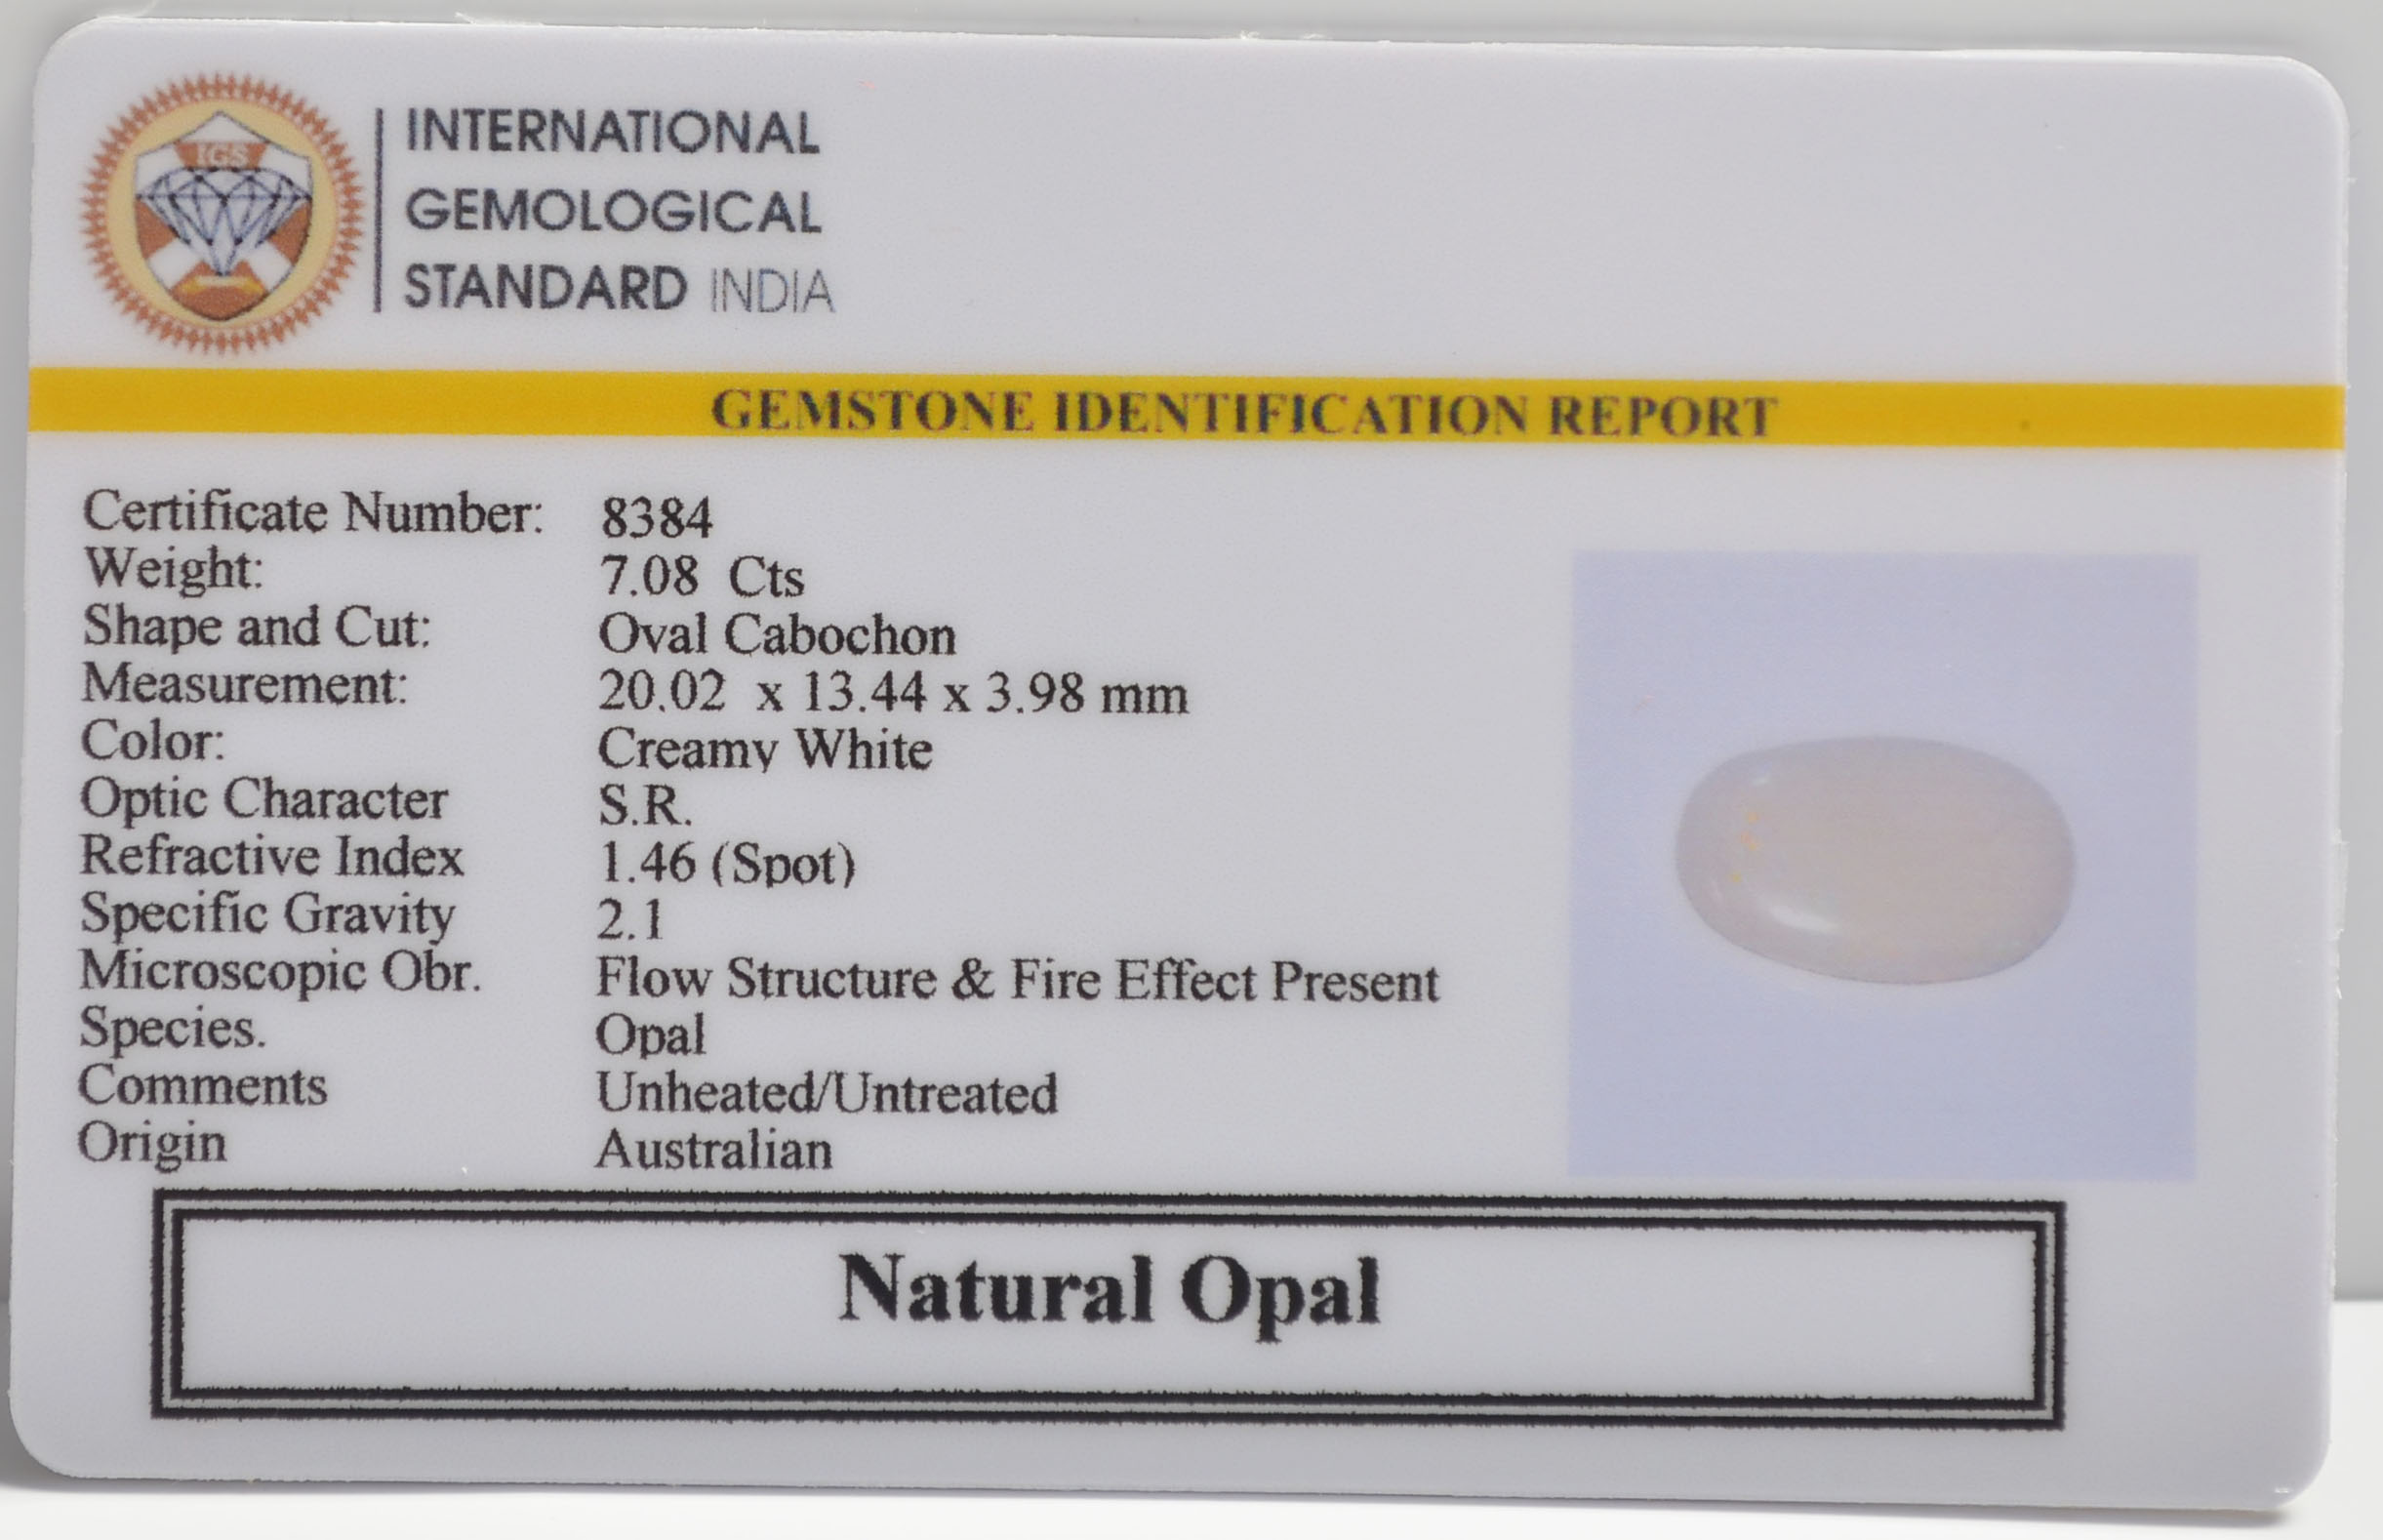 IGS
INTERNATIONAL
GEMOLOGICAL
STANDARD INDIA
GEMSTONE IDENTIFICATION REPORT
Certificate Number: 8384
Weight: 7.08 Cts
Shape and Cut: Oval Cabochon
Measurement: 20.02 x 13.44 x 3.98 mm
Color: Creamy White
Optic Character S.R.
Refractive Index 1.46 (Spot)
Specific Gravity 2.1
Microscopic Obr. Flow Structure & Fire Effect Present
Species. Opal
Comments Unheated/Untreated
Origin Australian
Natural Opal